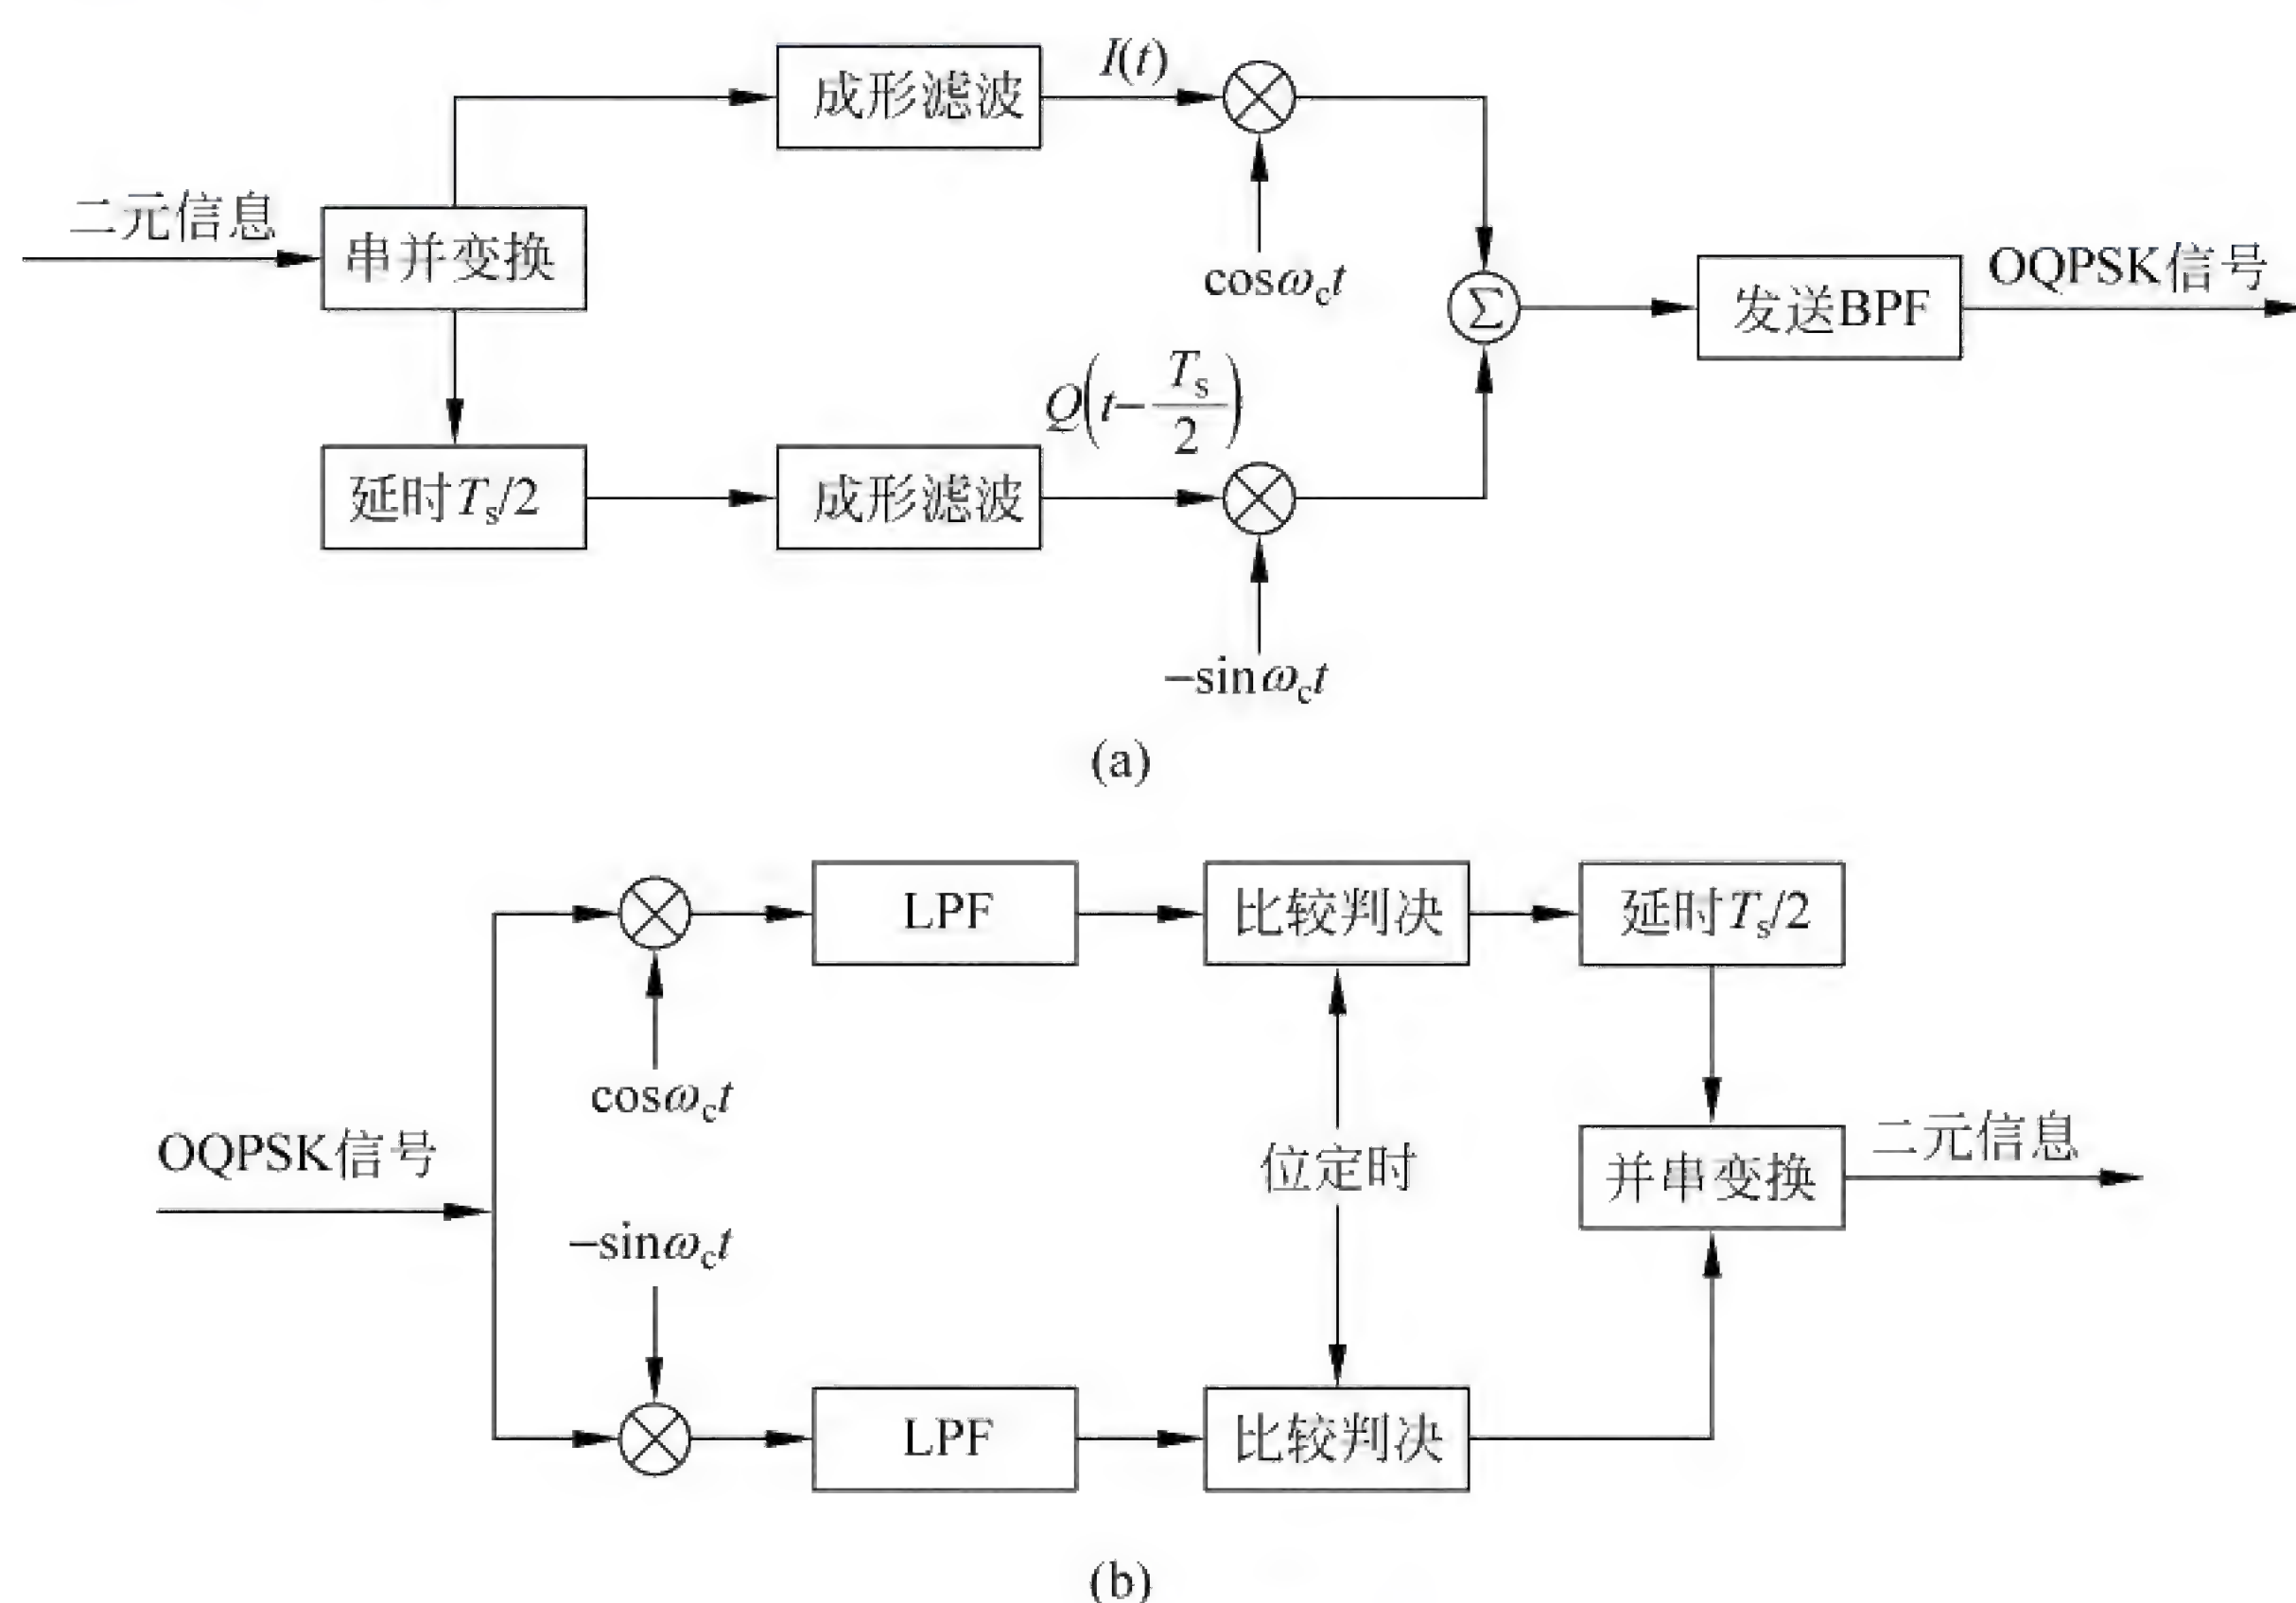 成形滤波
I(t)
cosω_c t
二元信息
串并变换
Σ
发送BPF
OQPSK信号
延时T_s/2
成形滤波
Q(t−T_s/2)
−sinω_c t
(a)
LPF
比较判决
延时T_s/2
cosω_c t
OQPSK信号
位定时
并串变换
二元信息
−sinω_c t
LPF
比较判决
(b)